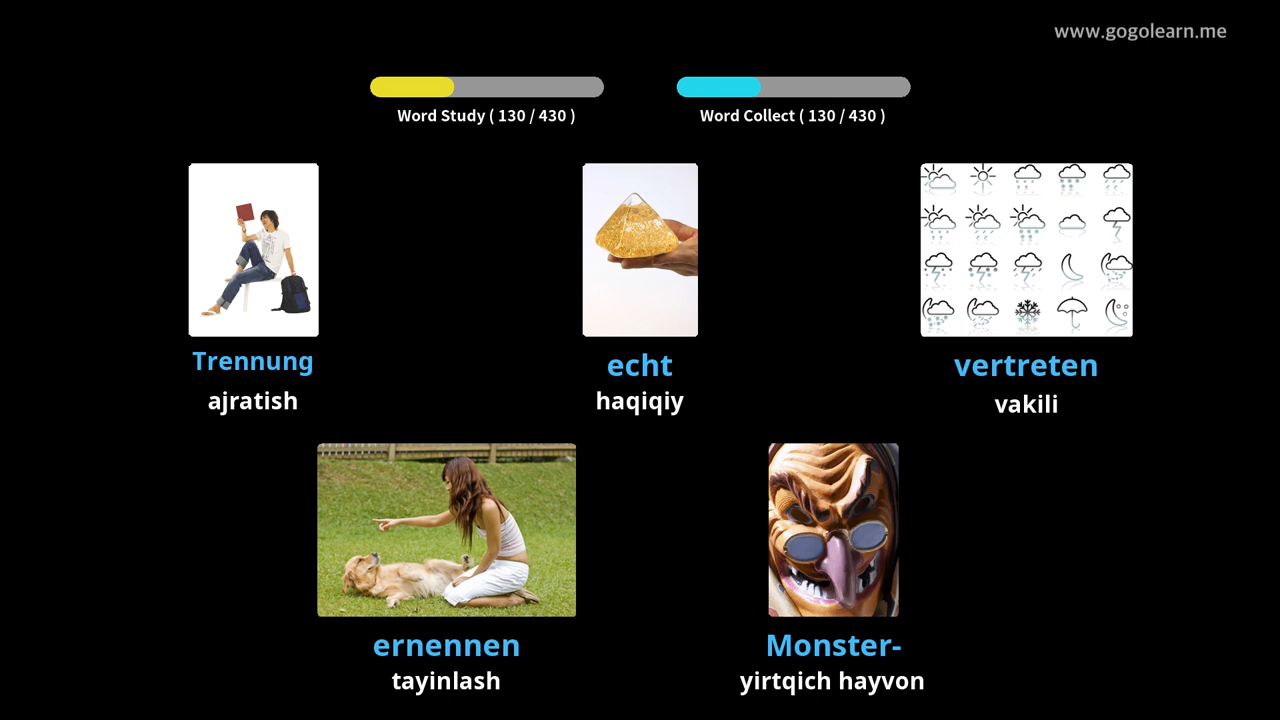 www.gogolearn.me
Word Study ( 130 / 430 )
Word Collect ( 130 / 430 )
Trennung
ajratish
echt
haqiqiy
vertreten
vakili
ernennen
tayinlash
Monster-
yirtqich hayvon